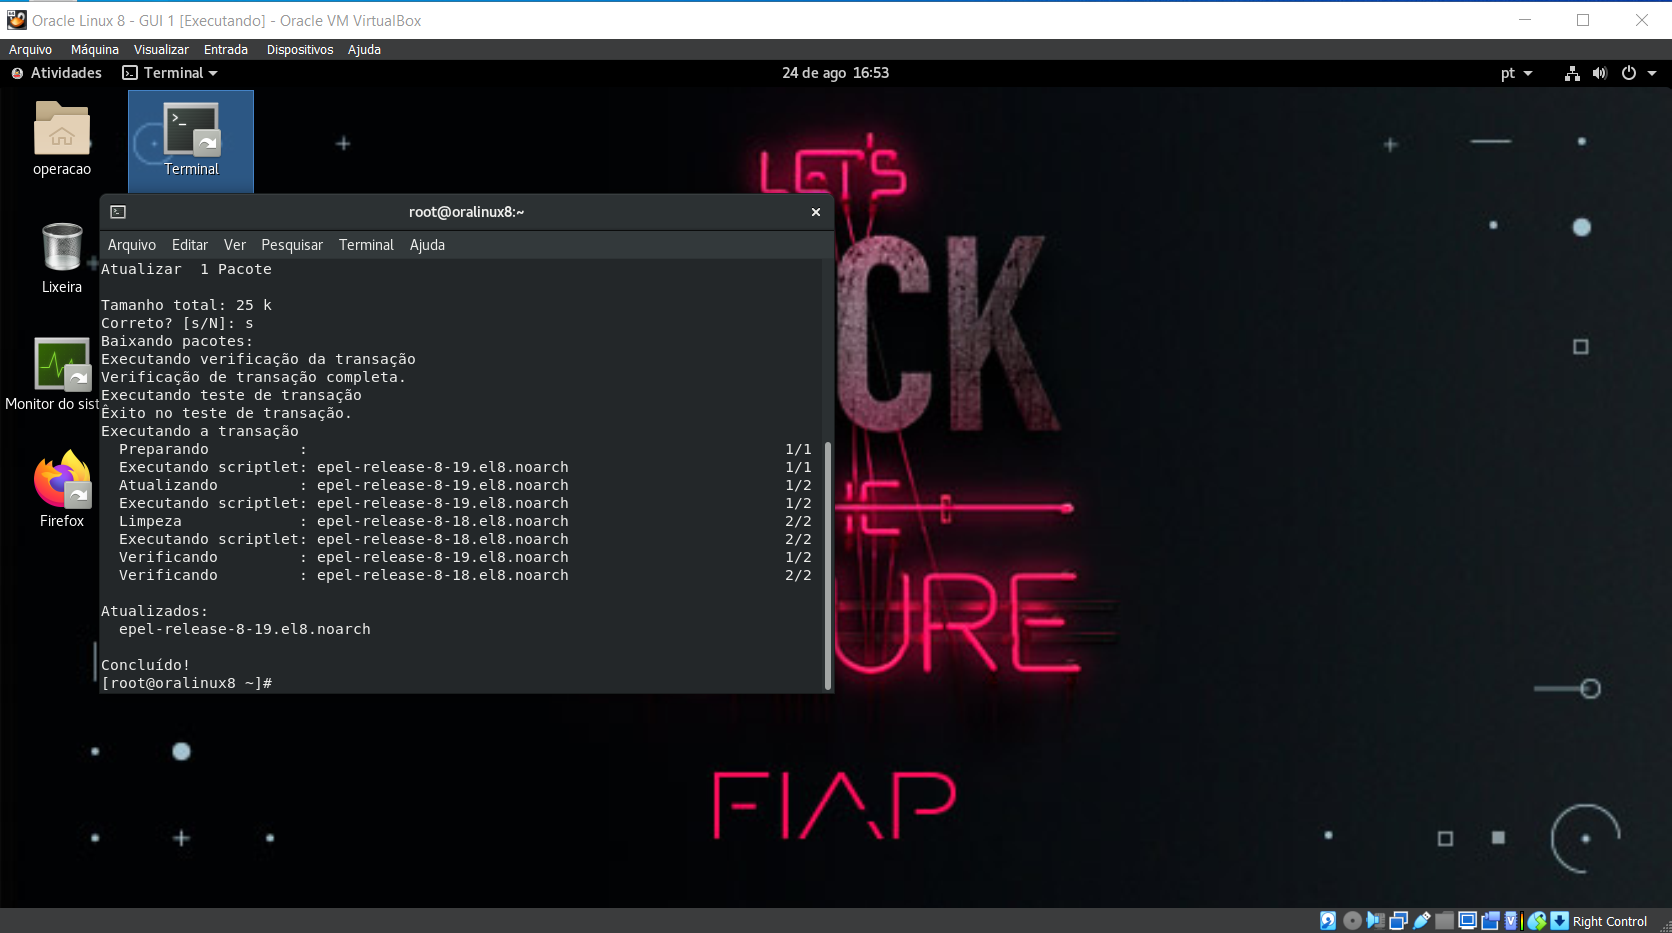 Oracle Linux 8 - GUI 1 [Executando] - Oracle VM VirtualBox
Arquivo Máquina Visualizar Entrada Dispositivos Ajuda
Atividades Terminal 24 de ago 16:53 pt
operacao
Terminal
Lixeira
Monitor do sist
Firefox
LET'S
CK
URE
FIAP
root@oralinux8:~
Arquivo Editar Ver Pesquisar Terminal Ajuda
Atualizar  1 Pacote
Tamanho total: 25 k
Correto? [s/N]: s
Baixando pacotes:
Executando verificação da transação
Verificação de transação completa.
Executando teste de transação
Êxito no teste de transação.
Executando a transação
Preparando : 1/1
Executando scriptlet: epel-release-8-19.el8.noarch 1/1
Atualizando : epel-release-8-19.el8.noarch 1/2
Executando scriptlet: epel-release-8-19.el8.noarch 1/2
Limpeza : epel-release-8-18.el8.noarch 2/2
Executando scriptlet: epel-release-8-18.el8.noarch 2/2
Verificando : epel-release-8-19.el8.noarch 1/2
Verificando : epel-release-8-18.el8.noarch 2/2
Atualizados:
epel-release-8-19.el8.noarch
Concluído!
[root@oralinux8 ~]#
Right Control